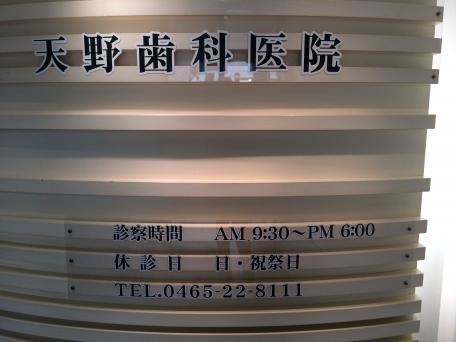 天野歯科医院
診察時間 AM 9:30～PM 6:00
休診日 日・祝祭日
TEL.0465-22-8111